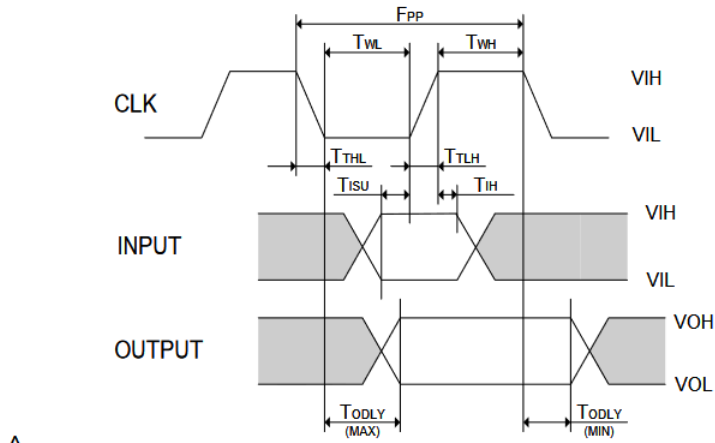 FPP
TWL TWH
VIH
CLK
VIL
TTHL TTLH
TISU TIH
VIH
INPUT
VIL
VOH
OUTPUT
VOL
TODLY TODLY
(MAX) (MIN)